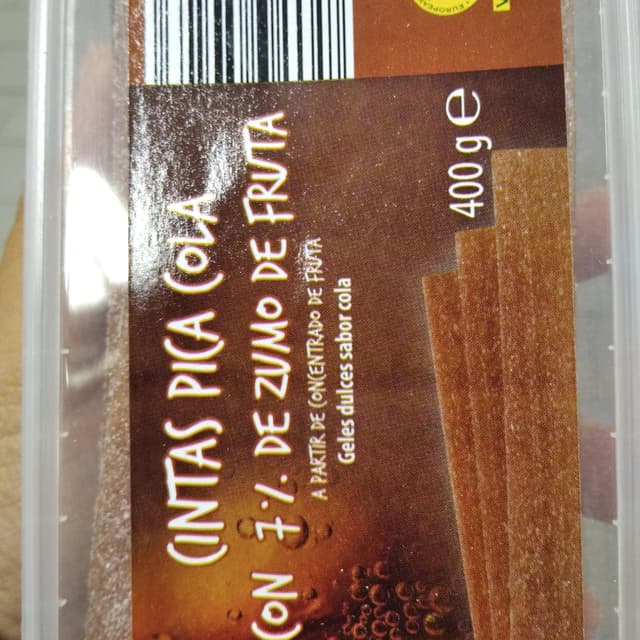 CINTAS PICA COLA
CON 7% DE ZUMO DE FRUTA
A PARTIR DE CONCENTRADO DE FRUTA
Geles dulces sabor cola
400 g e
EUROPEAN
V